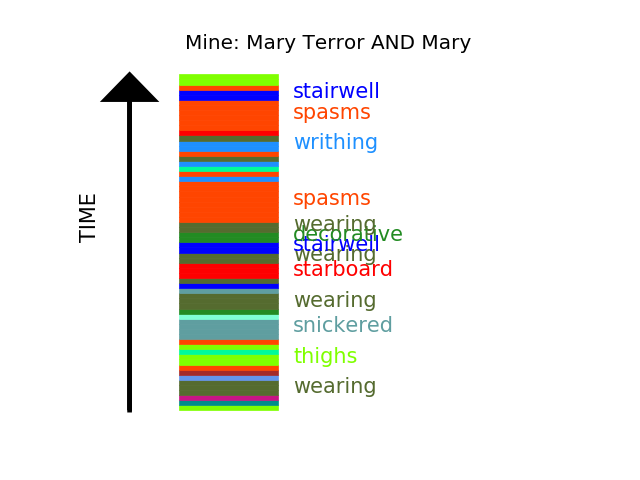 Mine: Mary Terror AND Mary
stairwell
spasms
writhing
TIME
spasms
wearing
decorative
stairwell
wearing
starboard
wearing
snickered
thighs
wearing